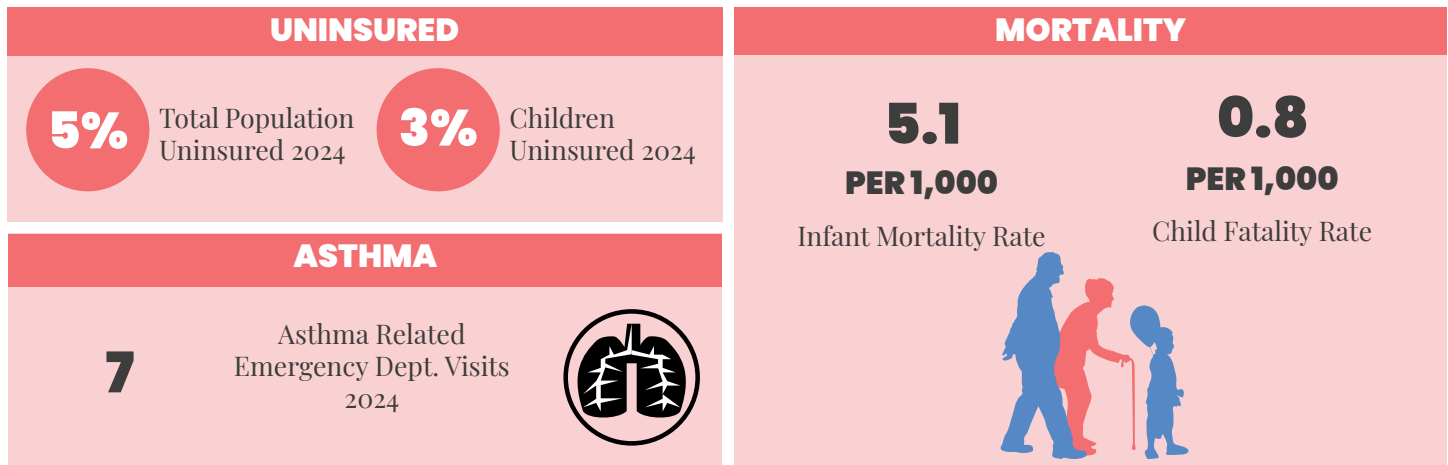 UNINSURED
5%
Total Population
Uninsured 2024
3%
Children
Uninsured 2024
ASTHMA
7
Asthma Related
Emergency Dept. Visits
2024
MORTALITY
5.1
PER 1,000
Infant Mortality Rate
0.8
PER 1,000
Child Fatality Rate